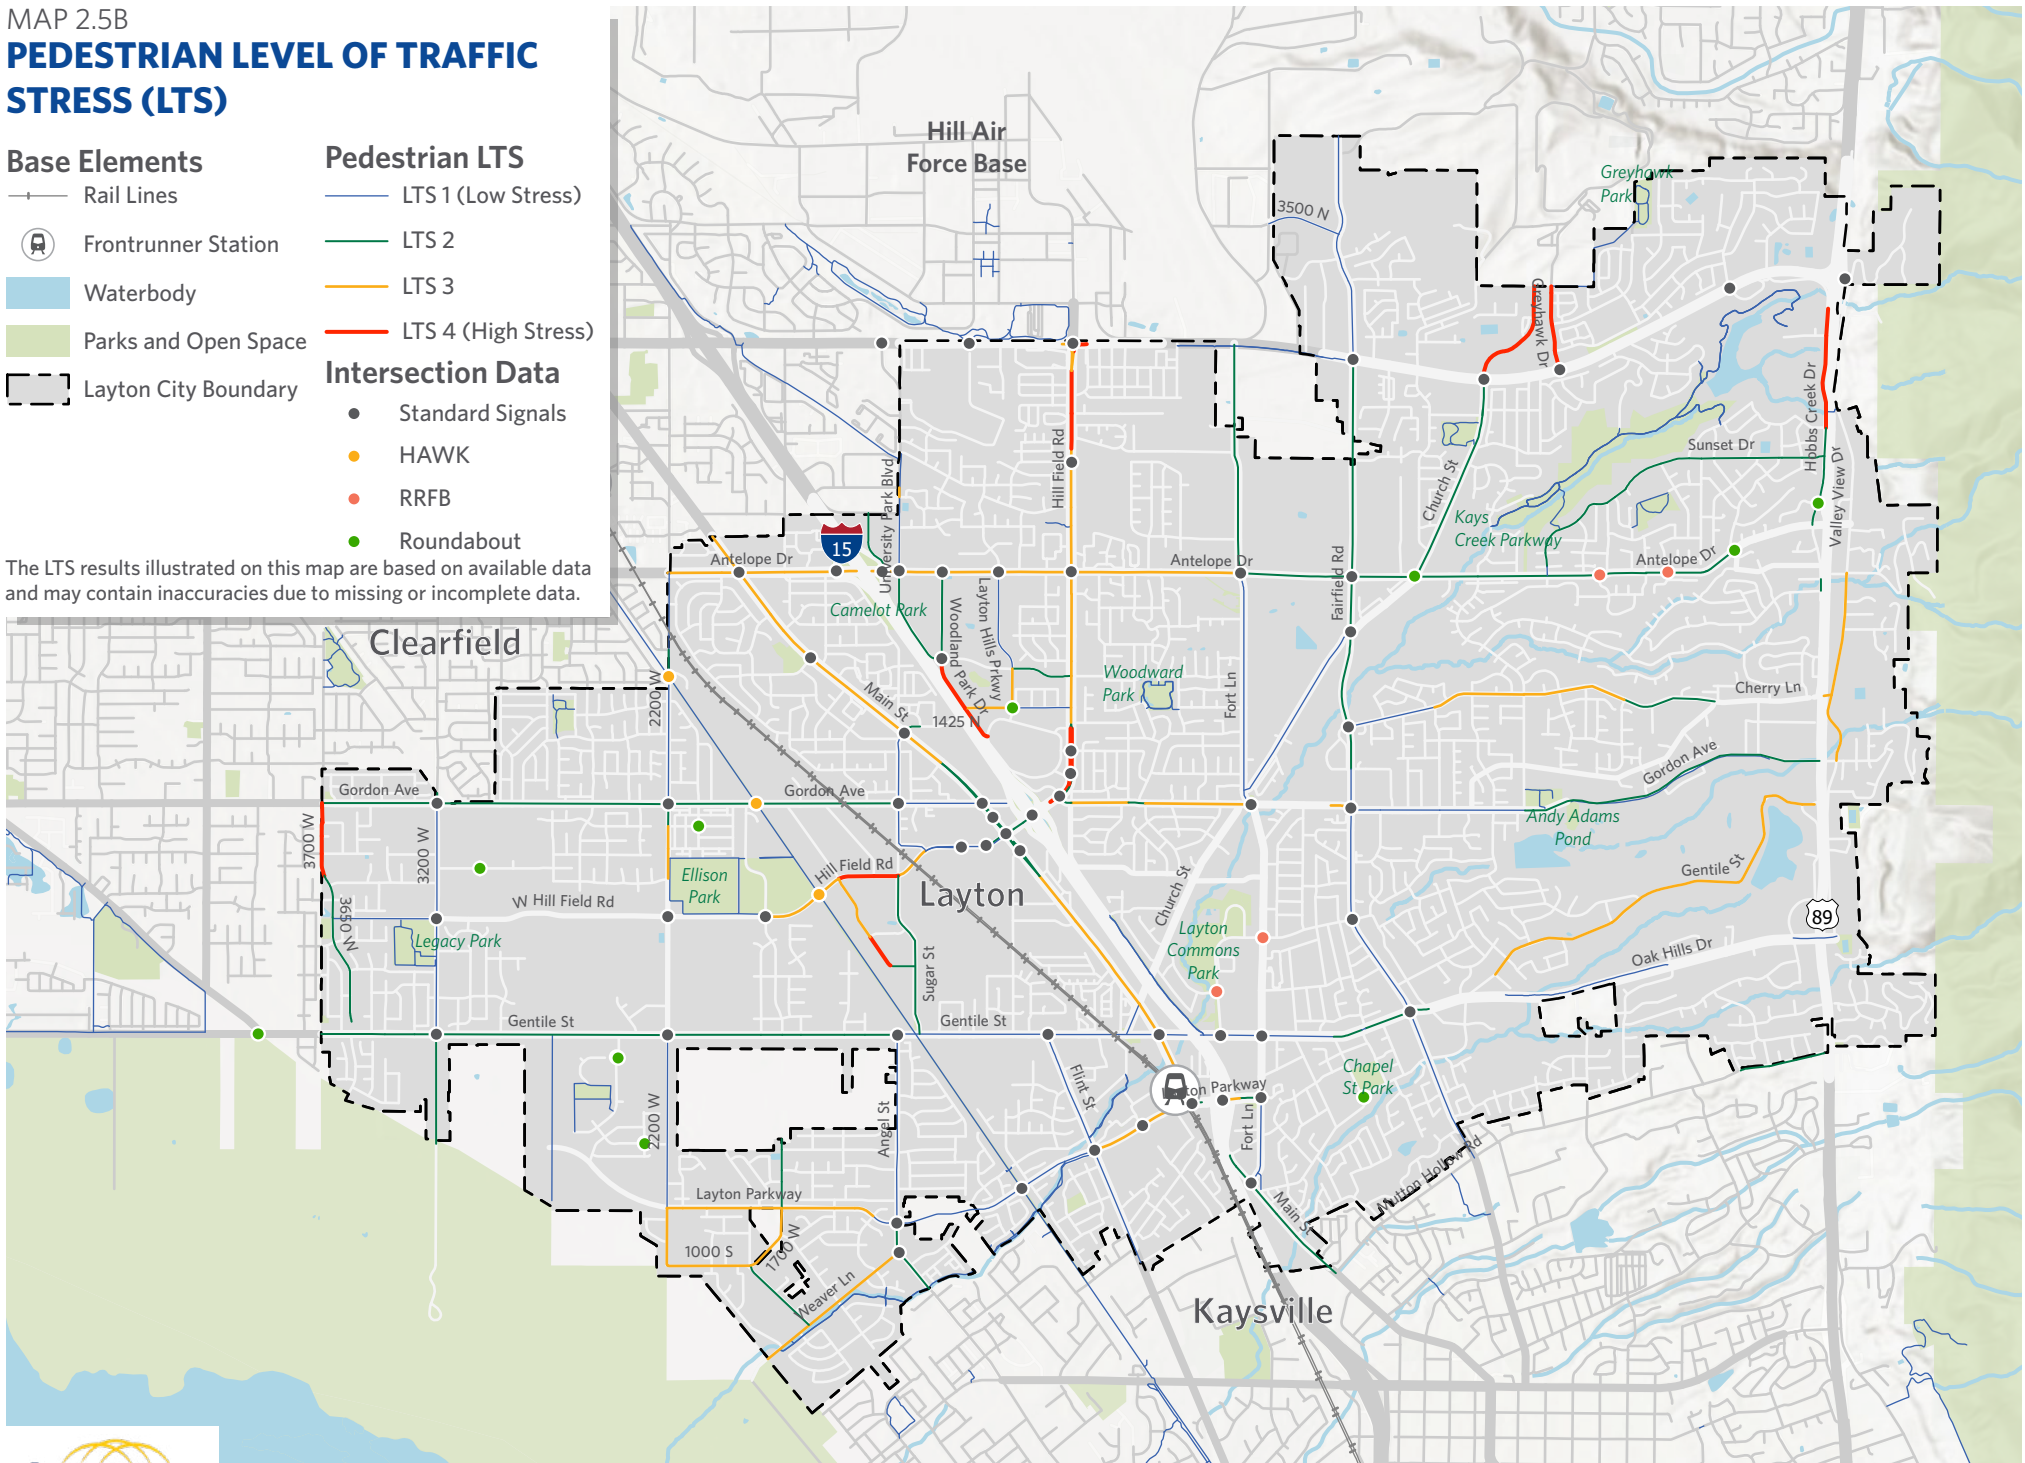 MAP 2.5B
PEDESTRIAN LEVEL OF TRAFFIC
STRESS (LTS)
Base Elements
Rail Lines
Frontrunner Station
Waterbody
Parks and Open Space
Layton City Boundary
Pedestrian LTS
LTS 1 (Low Stress)
LTS 2
LTS 3
LTS 4 (High Stress)
Intersection Data
Standard Signals
HAWK
RRFB
Roundabout
The LTS results illustrated on this map are based on available data
and may contain inaccuracies due to missing or incomplete data.
Hill Air
Force Base
Greyhawk
Park
3500 N
Greyhawk Dr
Hobbs Creek Dr
Sunset Dr
Valley View Dr
Church St
Kays
Creek Parkway
Hill Field Rd
University Park Blvd
15
Antelope Dr
Antelope Dr
Antelope Dr
Fairfield Rd
Camelot Park
Woodland Park Dr
Layton Hills Prkwy
Clearfield
2200 W
Main St
1425 N
Woodward
Park
Fort Ln
Cherry Ln
Gordon Ave
Gordon Ave
Gordon Ave
Andy Adams
Pond
3700 W
3200 W
Hill Field Rd
Ellison
Park
Layton
Church St
Gentile St
W Hill Field Rd
3650 W
Legacy Park
Layton
Commons
Park
89
Oak Hills Dr
Sugar St
Gentile St
Gentile St
Flint St
Chapel
St Park
ton Parkway
Fort Ln
2200 W
Angel St
Mutton Hollow Rd
Layton Parkway
Main St
1000 S
1700 W
Weaver Ln
Kaysville